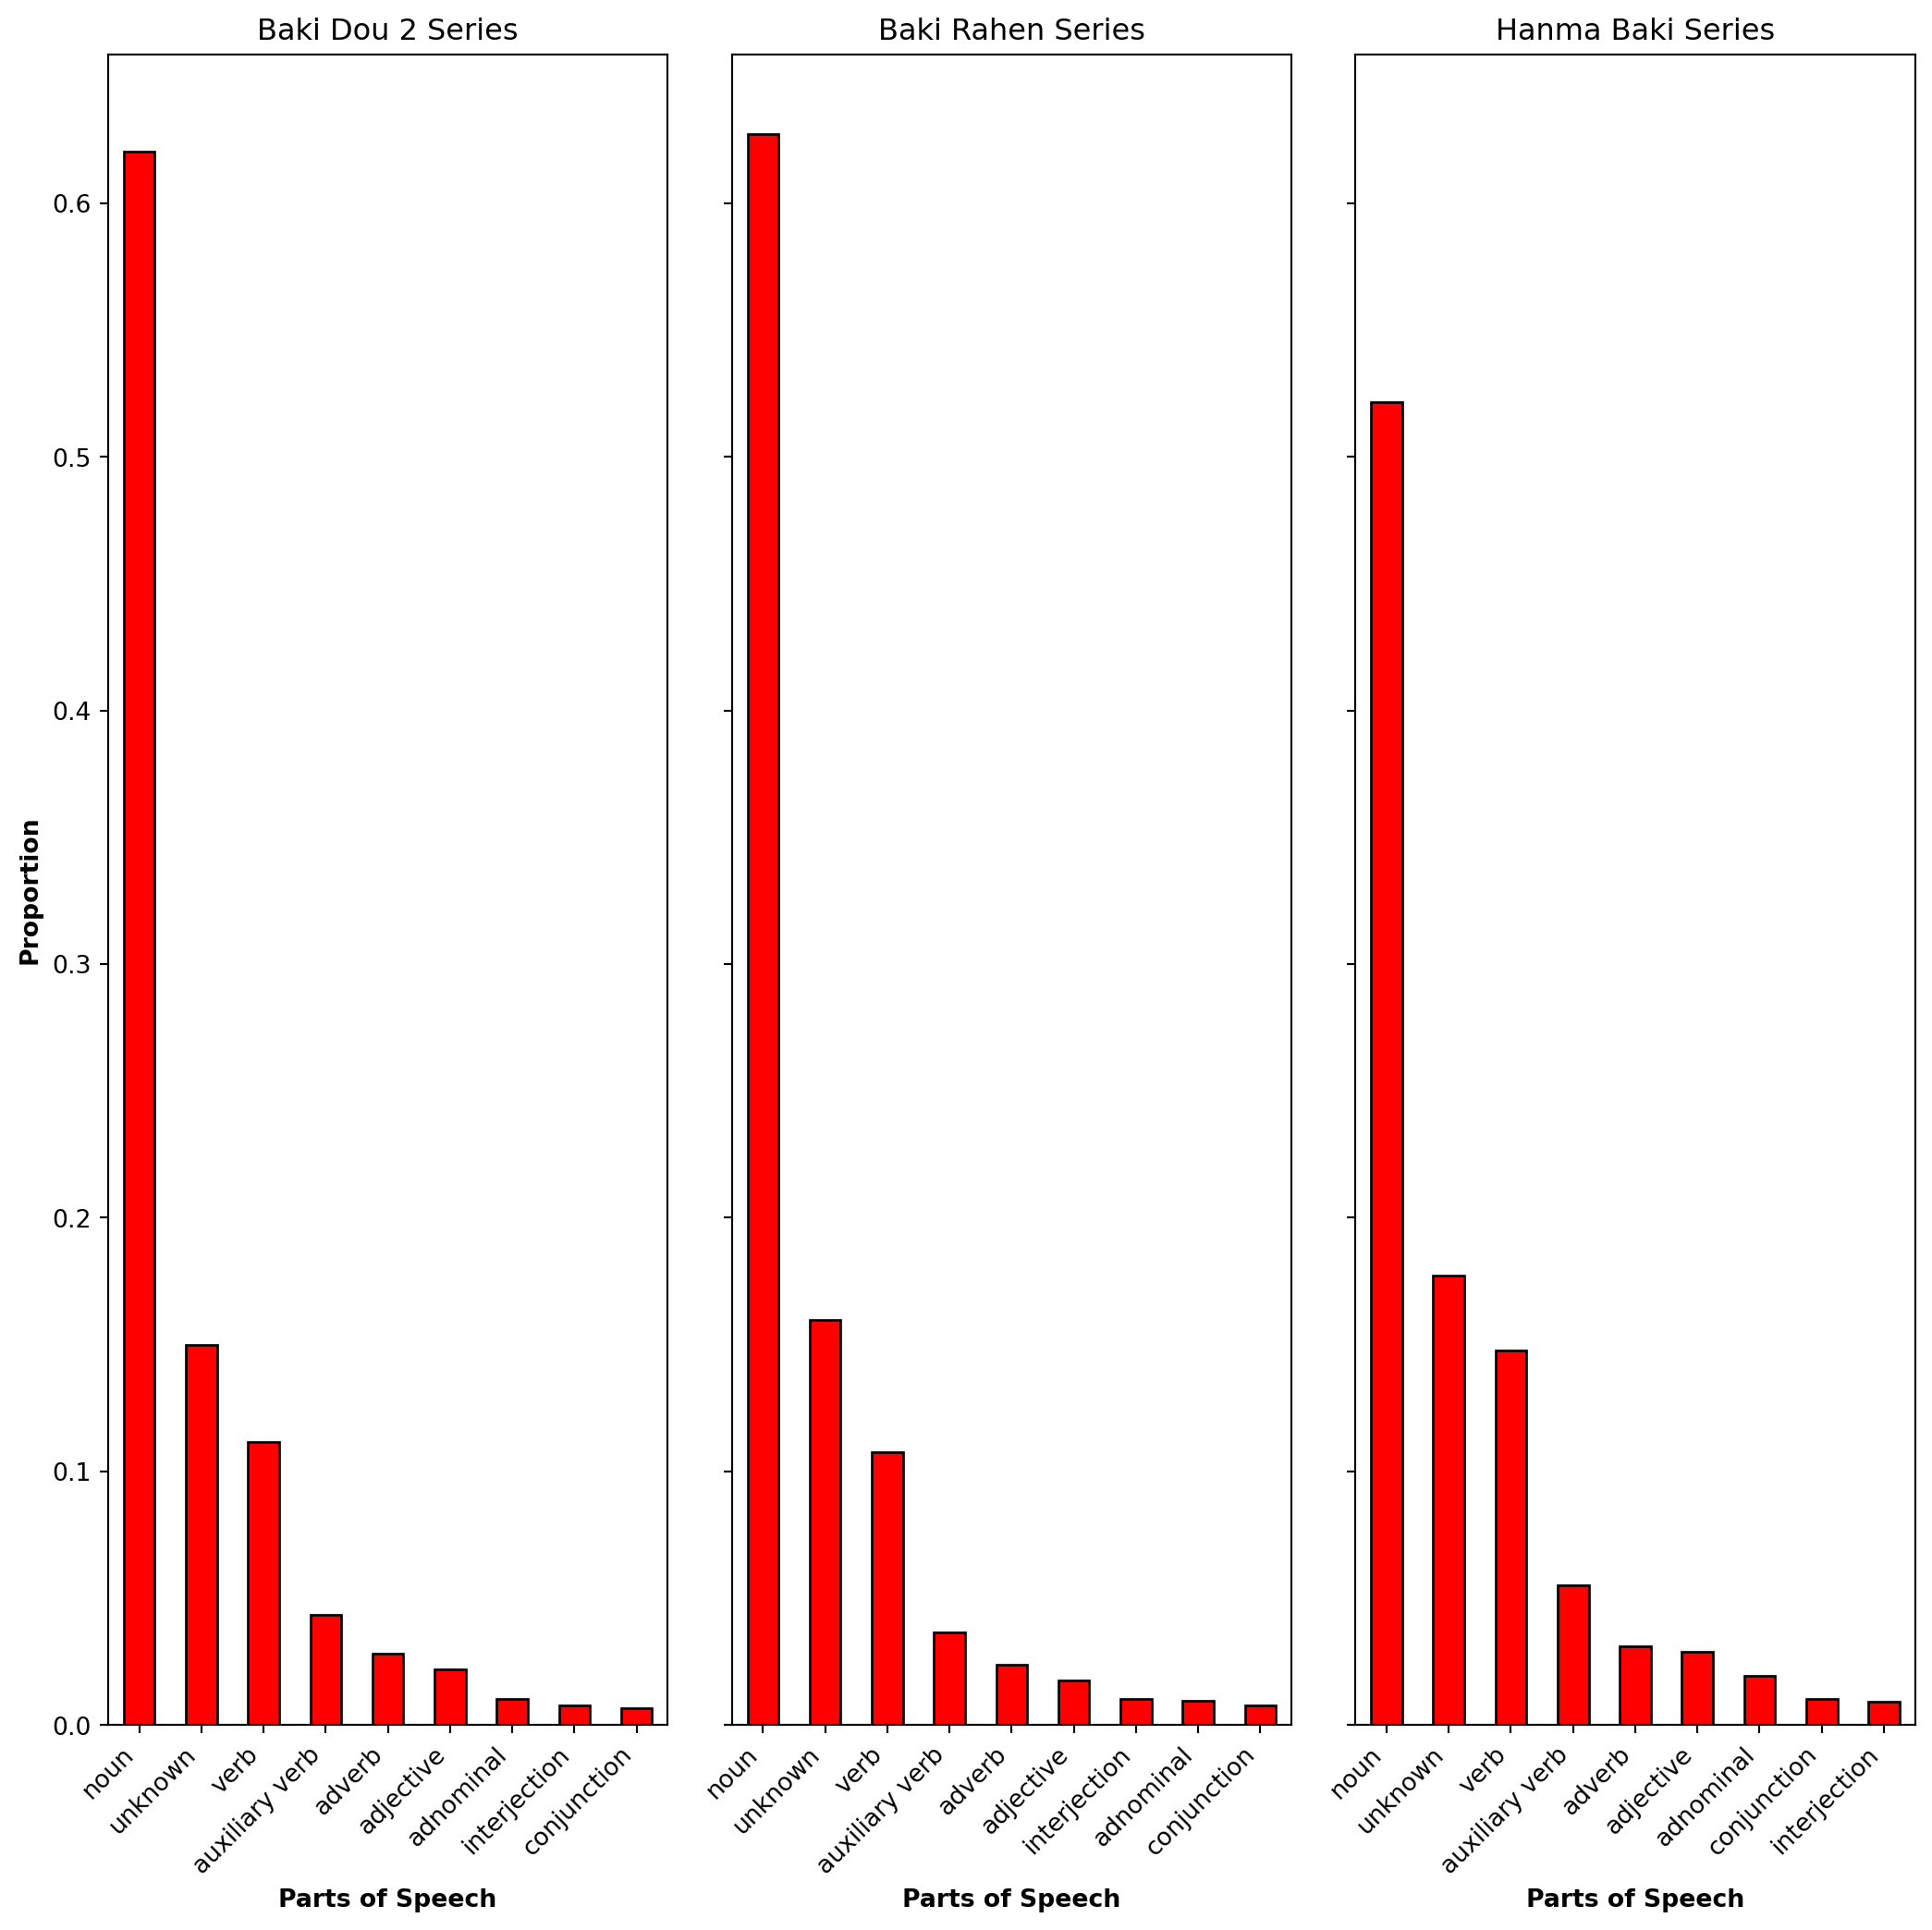 Baki Dou 2 Series
Baki Rahen Series
Hanma Baki Series
Proportion
0.6
0.5
0.4
0.3
0.2
0.1
0.0
noun
unknown
verb
auxiliary verb
adverb
adjective
adnominal
interjection
conjunction
Parts of Speech
noun
unknown
verb
auxiliary verb
adverb
adjective
interjection
adnominal
conjunction
Parts of Speech
noun
unknown
verb
auxiliary verb
adverb
adjective
adnominal
conjunction
interjection
Parts of Speech